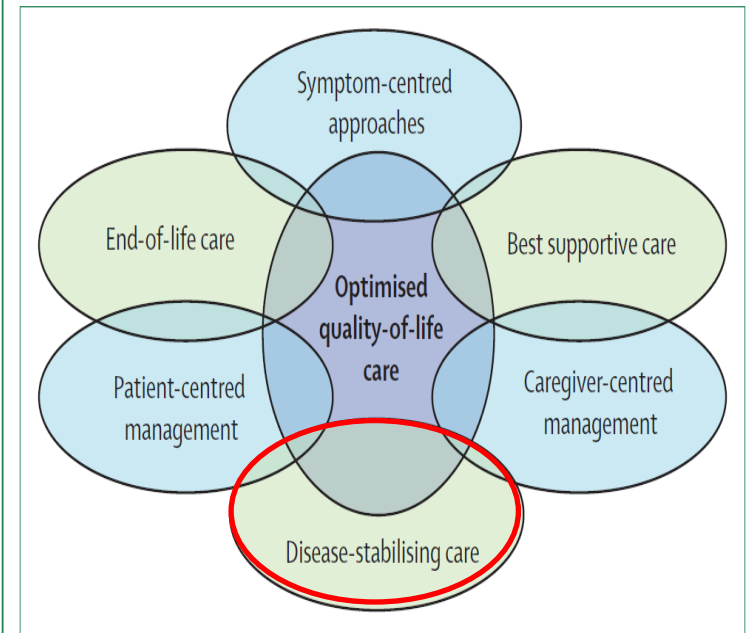 Symptom-centred
approaches
End-of-life care
Best supportive care
Optimised
quality-of-life
care
Patient-centred
management
Caregiver-centred
management
Disease-stabilising care